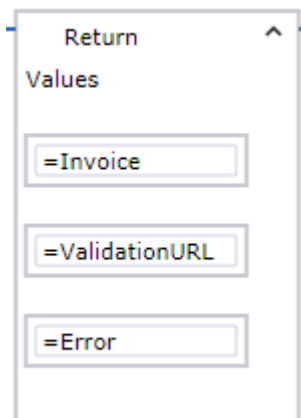 Return
Values
=Invoice
=ValidationURL
=Error